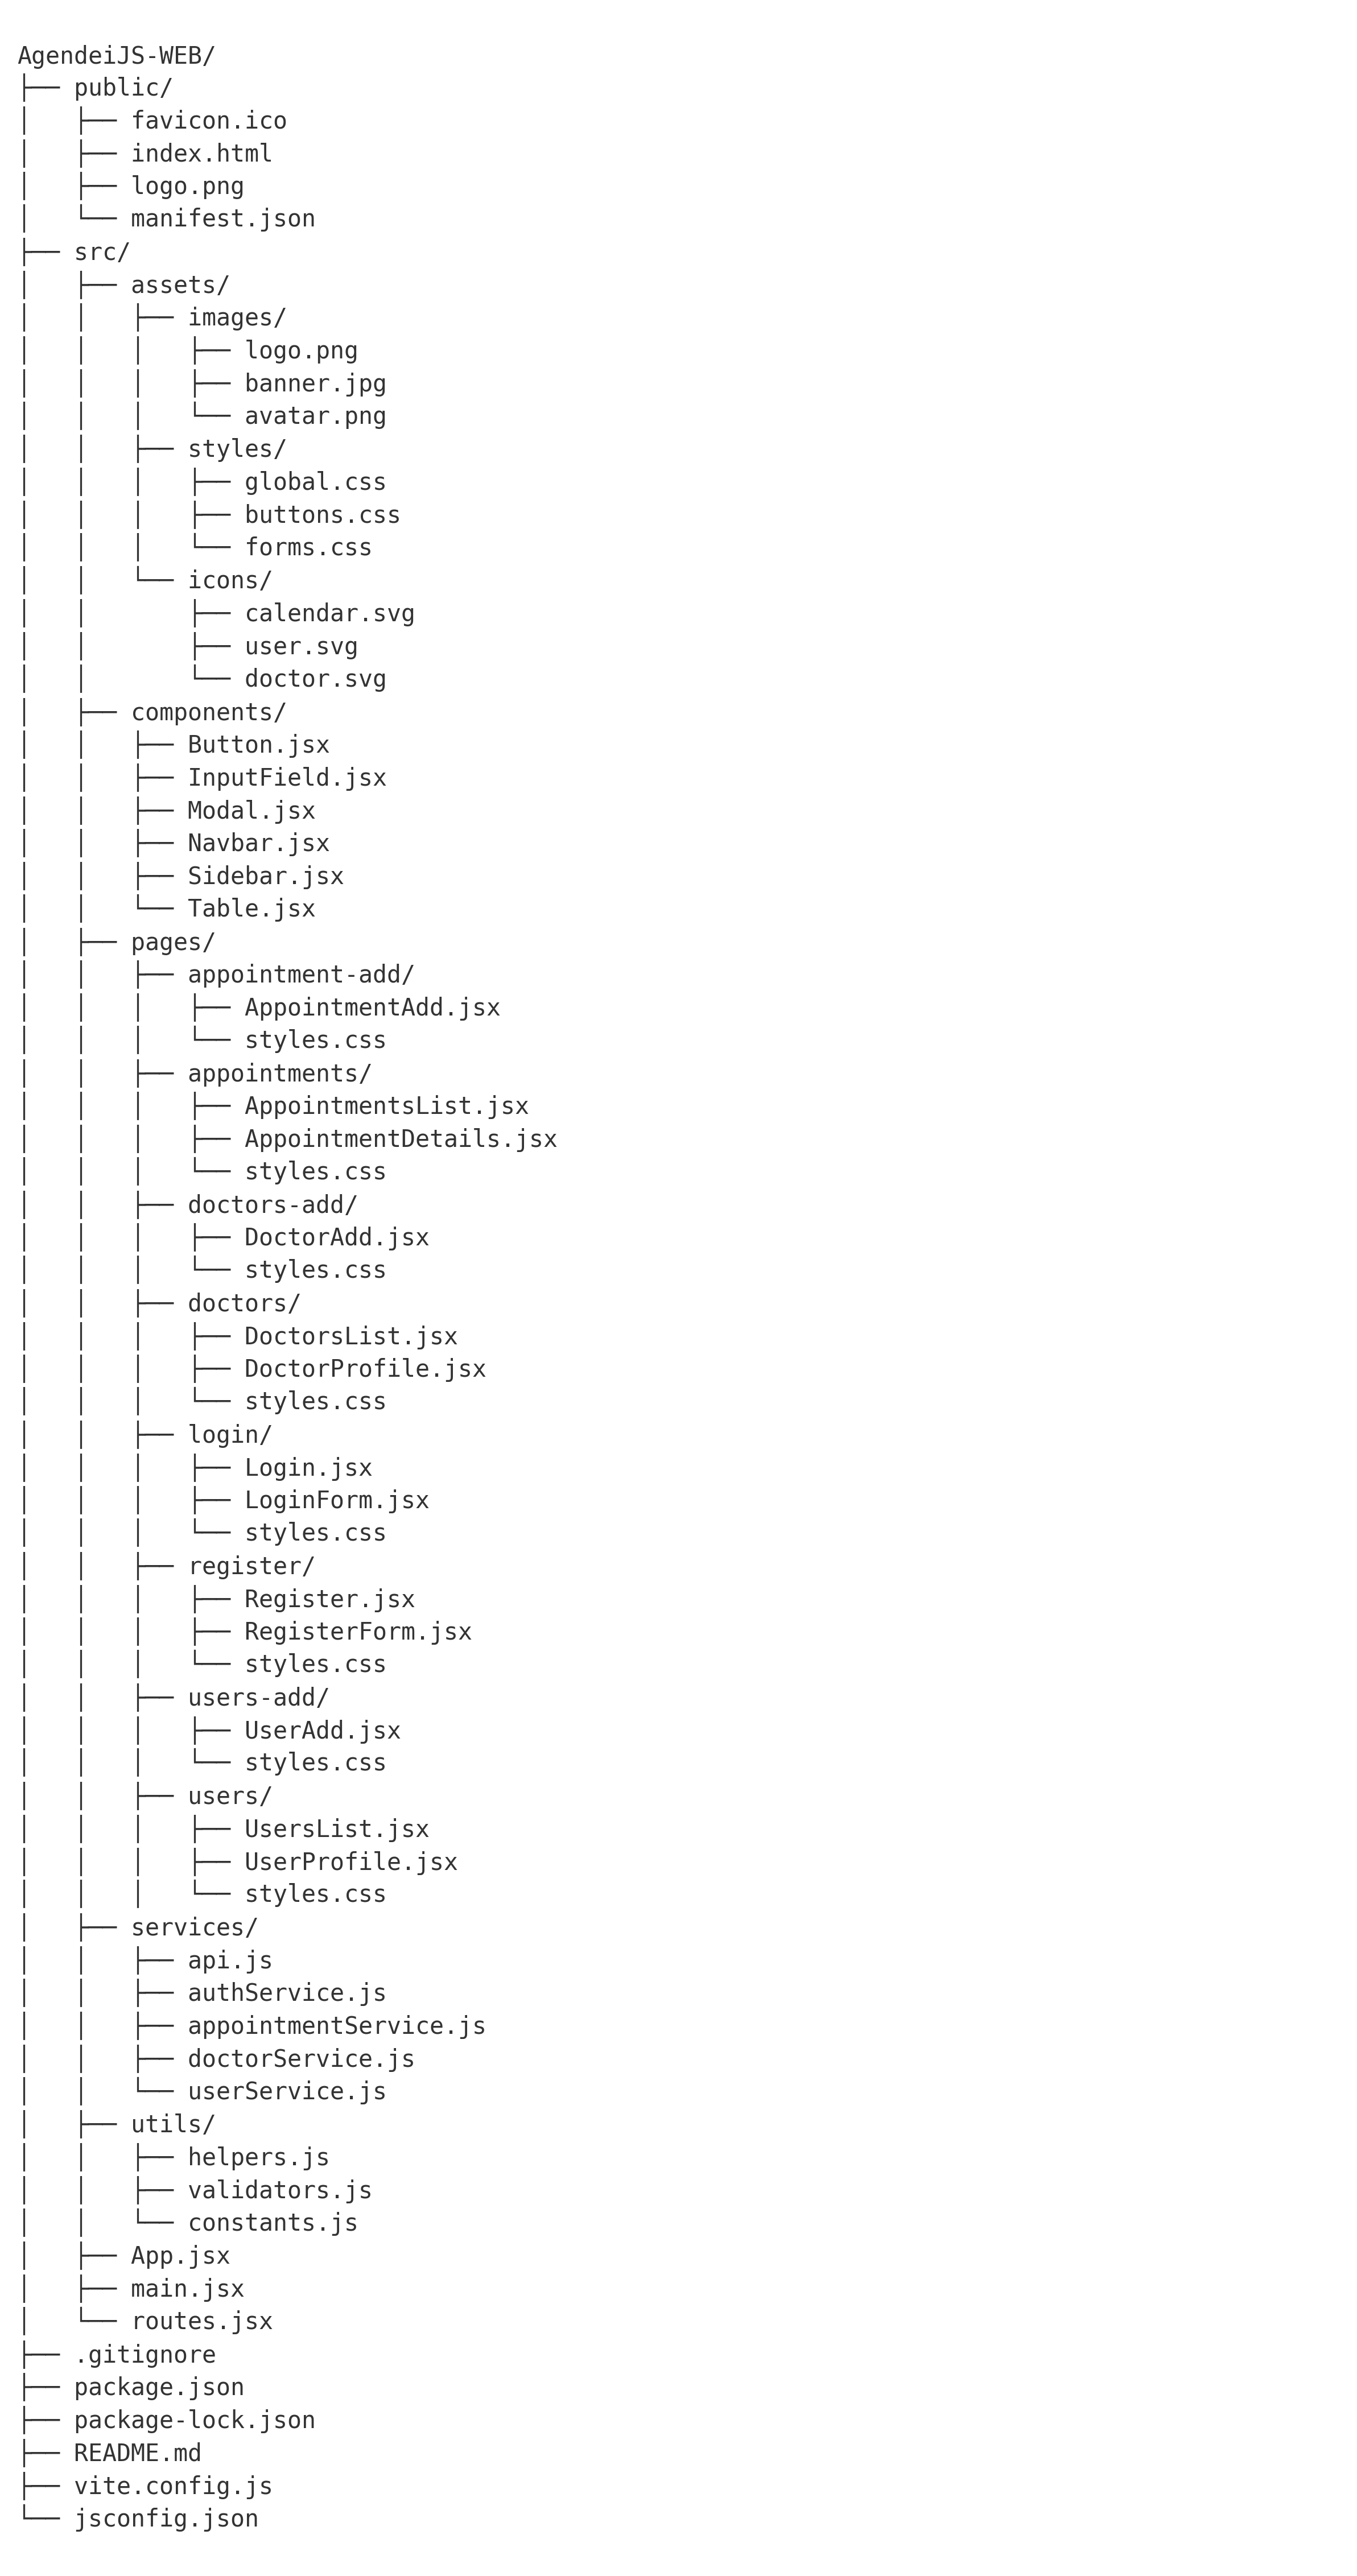 AgendeiJS-WEB/
├── public/
│   ├── favicon.ico
│   ├── index.html
│   ├── logo.png
│   └── manifest.json
├── src/
│   ├── assets/
│   │   ├── images/
│   │   │   ├── logo.png
│   │   │   ├── banner.jpg
│   │   │   └── avatar.png
│   │   ├── styles/
│   │   │   ├── global.css
│   │   │   ├── buttons.css
│   │   │   └── forms.css
│   │   └── icons/
│   │       ├── calendar.svg
│   │       ├── user.svg
│   │       └── doctor.svg
│   ├── components/
│   │   ├── Button.jsx
│   │   ├── InputField.jsx
│   │   ├── Modal.jsx
│   │   ├── Navbar.jsx
│   │   ├── Sidebar.jsx
│   │   └── Table.jsx
│   ├── pages/
│   │   ├── appointment-add/
│   │   │   ├── AppointmentAdd.jsx
│   │   │   └── styles.css
│   │   ├── appointments/
│   │   │   ├── AppointmentsList.jsx
│   │   │   ├── AppointmentDetails.jsx
│   │   │   └── styles.css
│   │   ├── doctors-add/
│   │   │   ├── DoctorAdd.jsx
│   │   │   └── styles.css
│   │   ├── doctors/
│   │   │   ├── DoctorsList.jsx
│   │   │   ├── DoctorProfile.jsx
│   │   │   └── styles.css
│   │   ├── login/
│   │   │   ├── Login.jsx
│   │   │   ├── LoginForm.jsx
│   │   │   └── styles.css
│   │   ├── register/
│   │   │   ├── Register.jsx
│   │   │   ├── RegisterForm.jsx
│   │   │   └── styles.css
│   │   ├── users-add/
│   │   │   ├── UserAdd.jsx
│   │   │   └── styles.css
│   │   ├── users/
│   │   │   ├── UsersList.jsx
│   │   │   ├── UserProfile.jsx
│   │   │   └── styles.css
│   ├── services/
│   │   ├── api.js
│   │   ├── authService.js
│   │   ├── appointmentService.js
│   │   ├── doctorService.js
│   │   └── userService.js
│   ├── utils/
│   │   ├── helpers.js
│   │   ├── validators.js
│   │   └── constants.js
│   ├── App.jsx
│   ├── main.jsx
│   └── routes.jsx
├── .gitignore
├── package.json
├── package-lock.json
├── README.md
├── vite.config.js
└── jsconfig.json